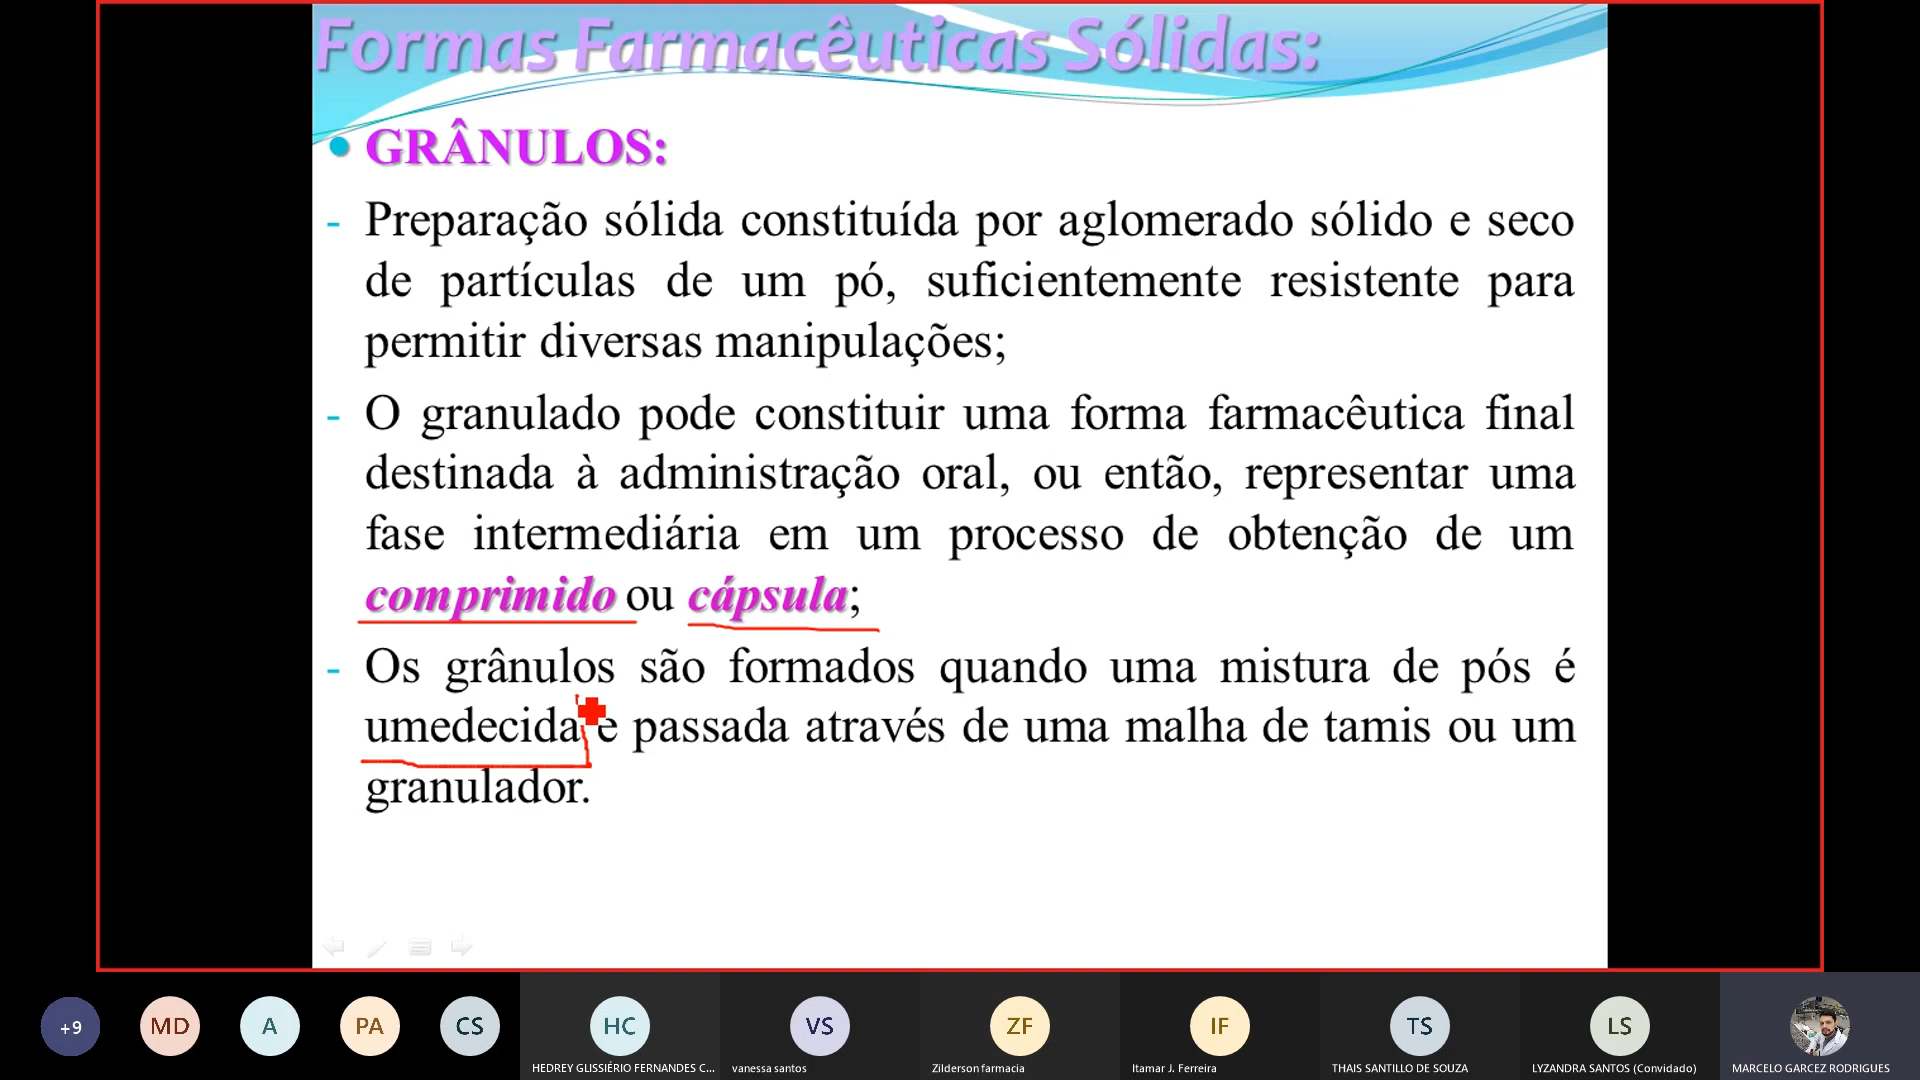 Formas Farmacêuticas Sólidas:
• GRÂNULOS:
- Preparação sólida constituída por aglomerado sólido e seco
de partículas de um pó, suficientemente resistente para
permitir diversas manipulações;
- O granulado pode constituir uma forma farmacêutica final
destinada à administração oral, ou então, representar uma
fase intermediária em um processo de obtenção de um
comprimido ou cápsula;
- Os grânulos são formados quando uma mistura de pós é
umedecida e passada através de uma malha de tamis ou um
granulador.
+9 MD A PA CS HC VS ZF IF TS LS
HEDREY GLISSIÉRIO FERNANDES C... vanessa santos Zilderson farmacia Itamar J. Ferreira THAIS SANTILLO DE SOUZA LYZANDRA SANTOS (Convidado) MARCELO GARCEZ RODRIGUES